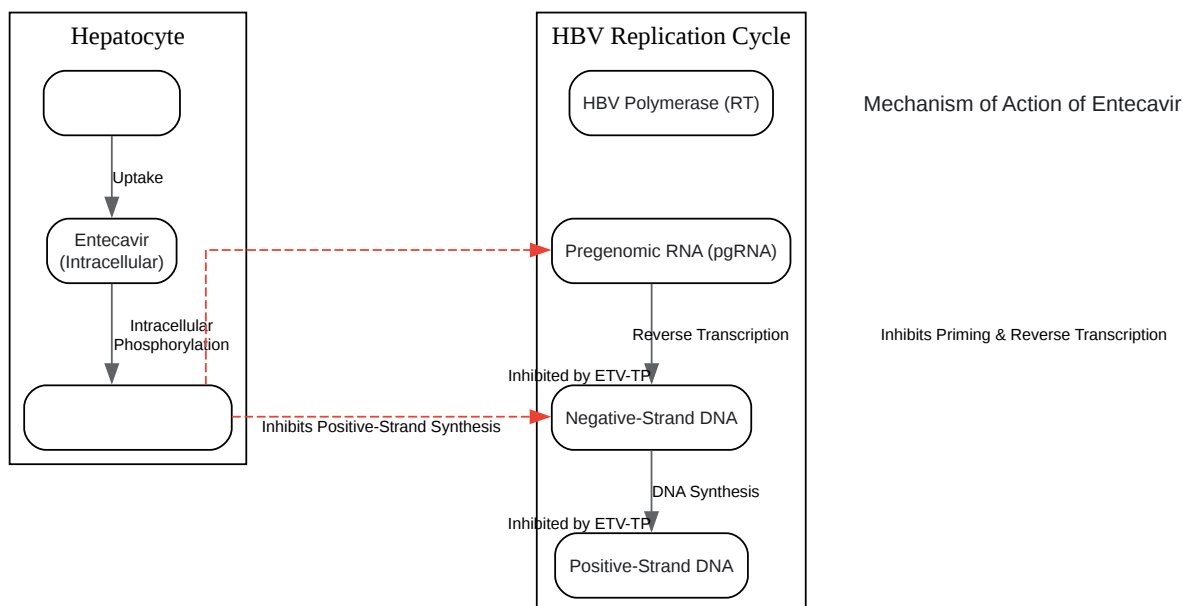 Hepatocyte
HBV Replication Cycle
HBV Polymerase (RT)
Mechanism of Action of Entecavir
Uptake
Entecavir
(Intracellular)
Pregenomic RNA (pgRNA)
Intracellular
Phosphorylation
Reverse Transcription
Inhibits Priming & Reverse Transcription
Inhibited by ETV-TP
Inhibits Positive-Strand Synthesis
Negative-Strand DNA
DNA Synthesis
Inhibited by ETV-TP
Positive-Strand DNA